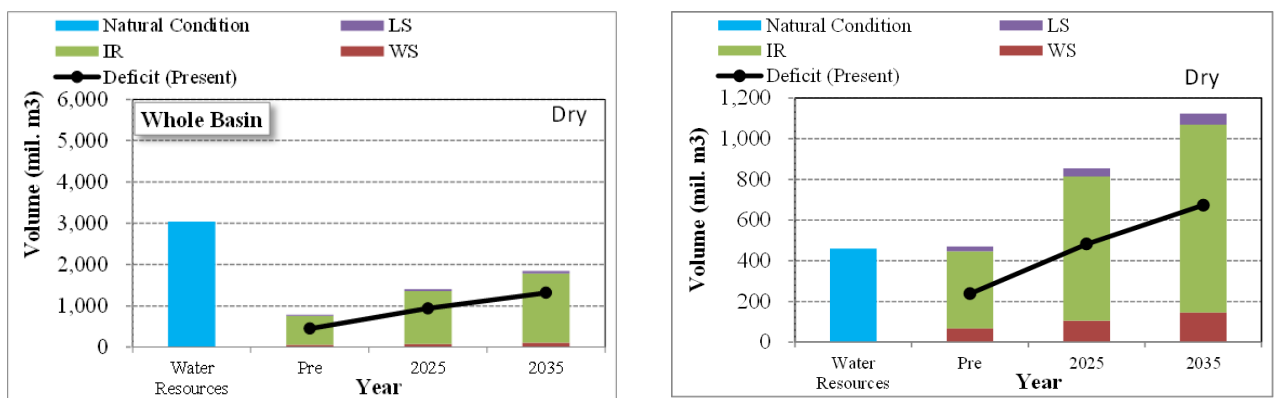 Natural Condition LS
IR WS
Deficit (Present)
6,000
5,000
4,000
3,000
2,000
1,000
0
Volume (mil. m3)
Whole Basin
Dry
Water Resources Pre 2025 2035
Year
Natural Condition LS
IR WS
Deficit (Present)
Dry
1,200
1,000
800
600
400
200
0
Volume (mil. m3)
Water Resources Pre 2025 2035
Year